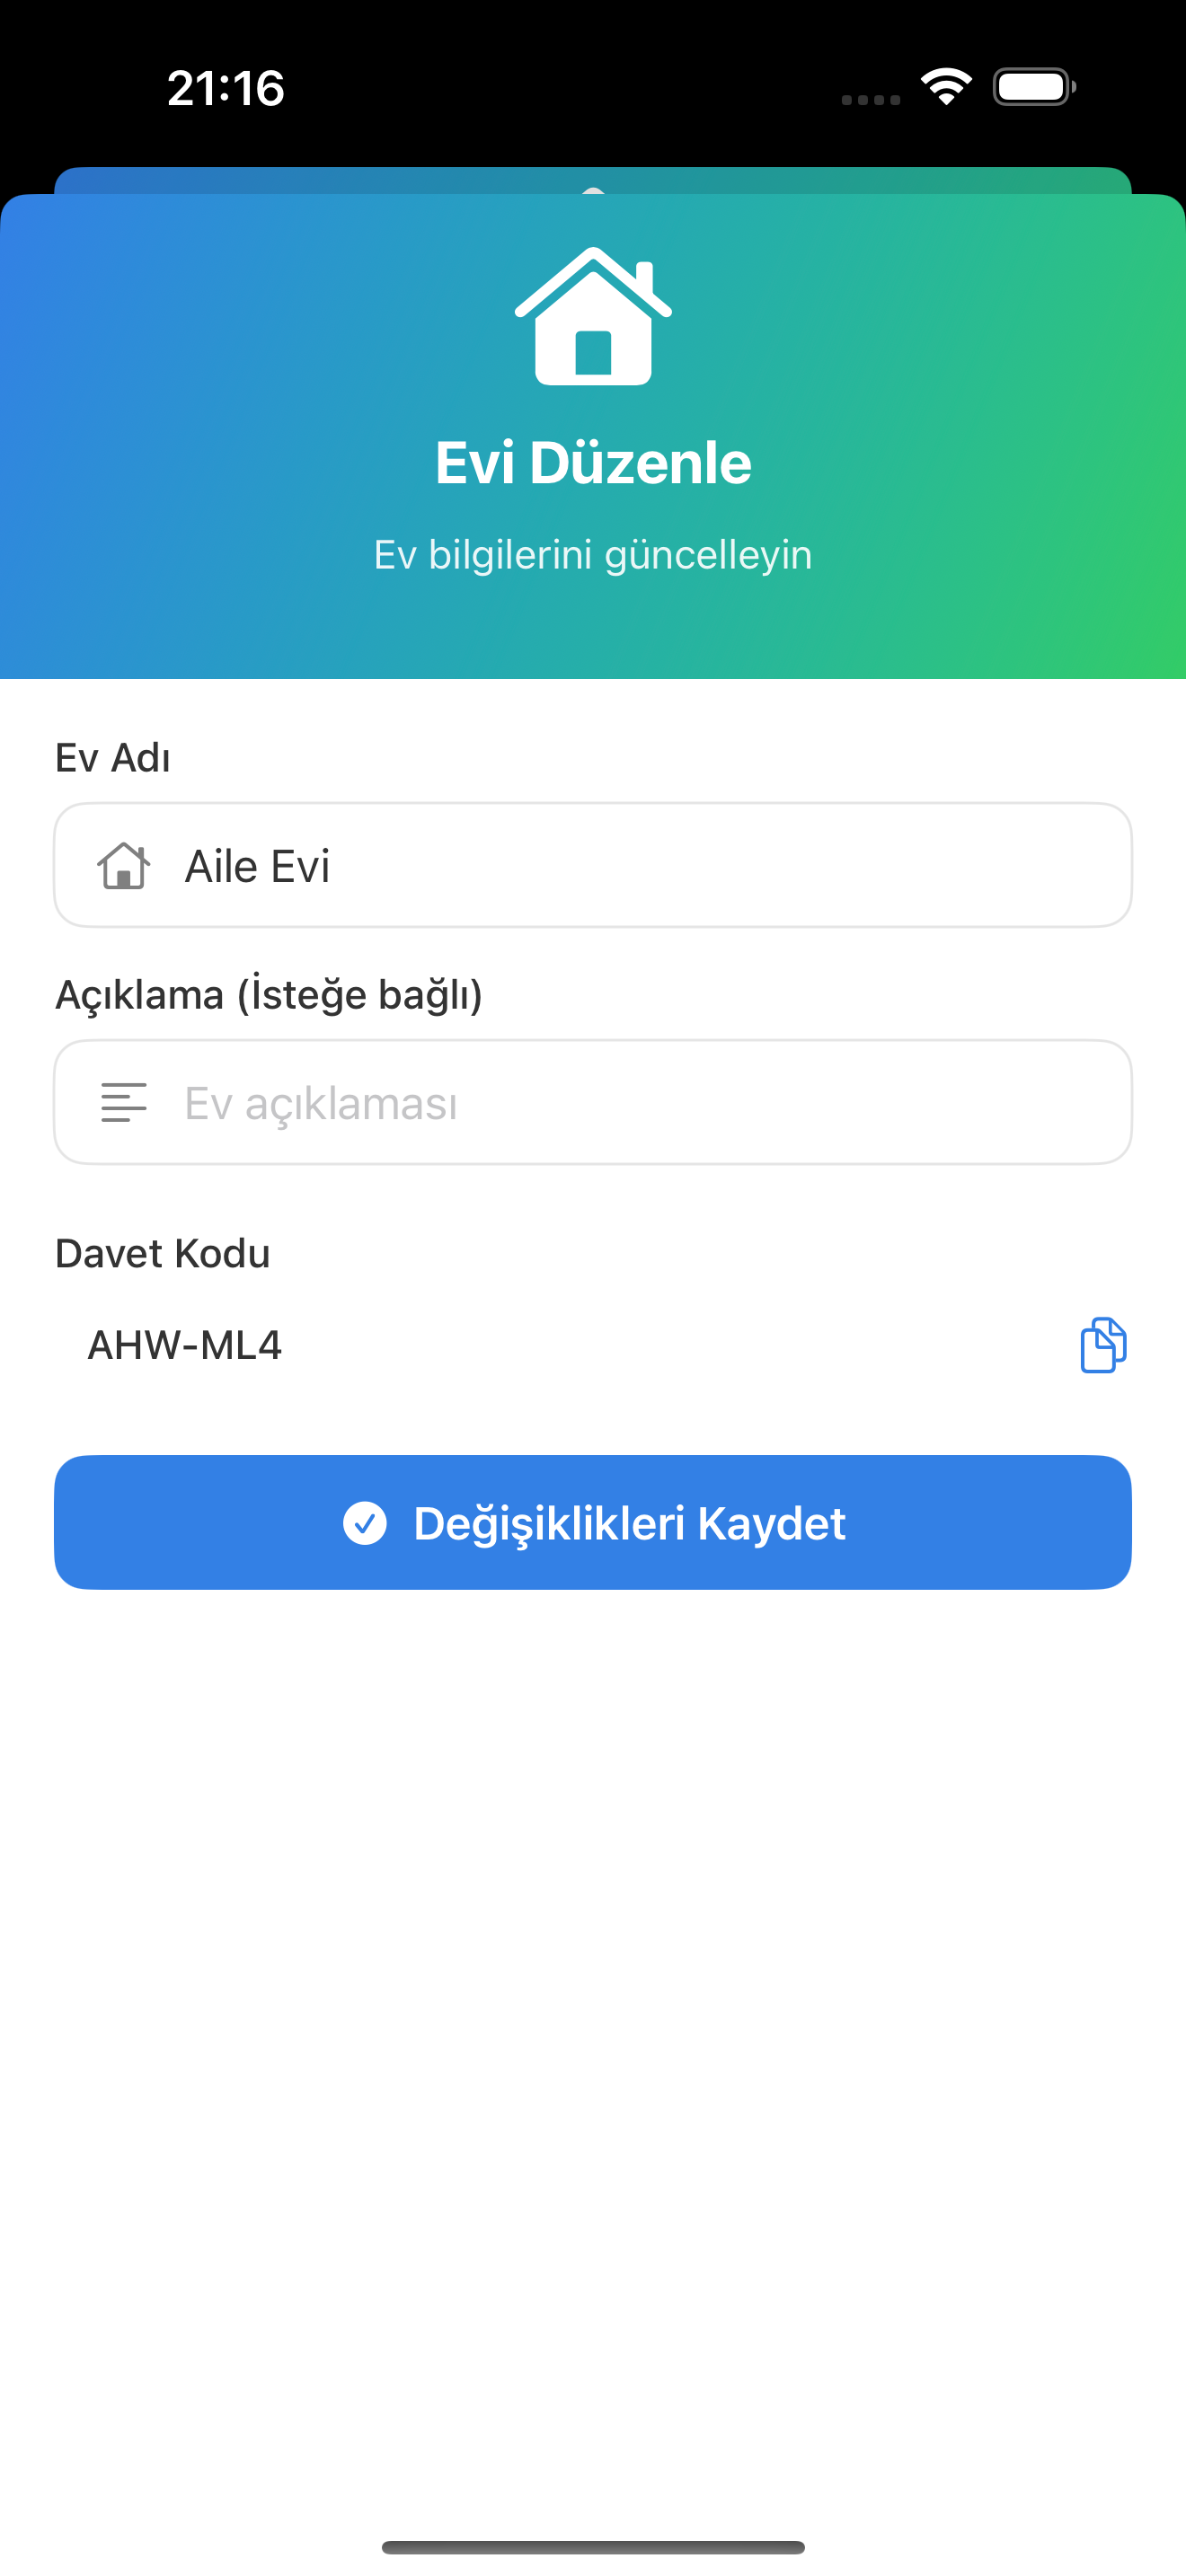 21:16
Evi Düzenle
Ev bilgilerini güncelleyin
Ev Adı
Aile Evi
Açıklama (İsteğe bağlı)
Ev açıklaması
Davet Kodu
AHW-ML4
Değişiklikleri Kaydet